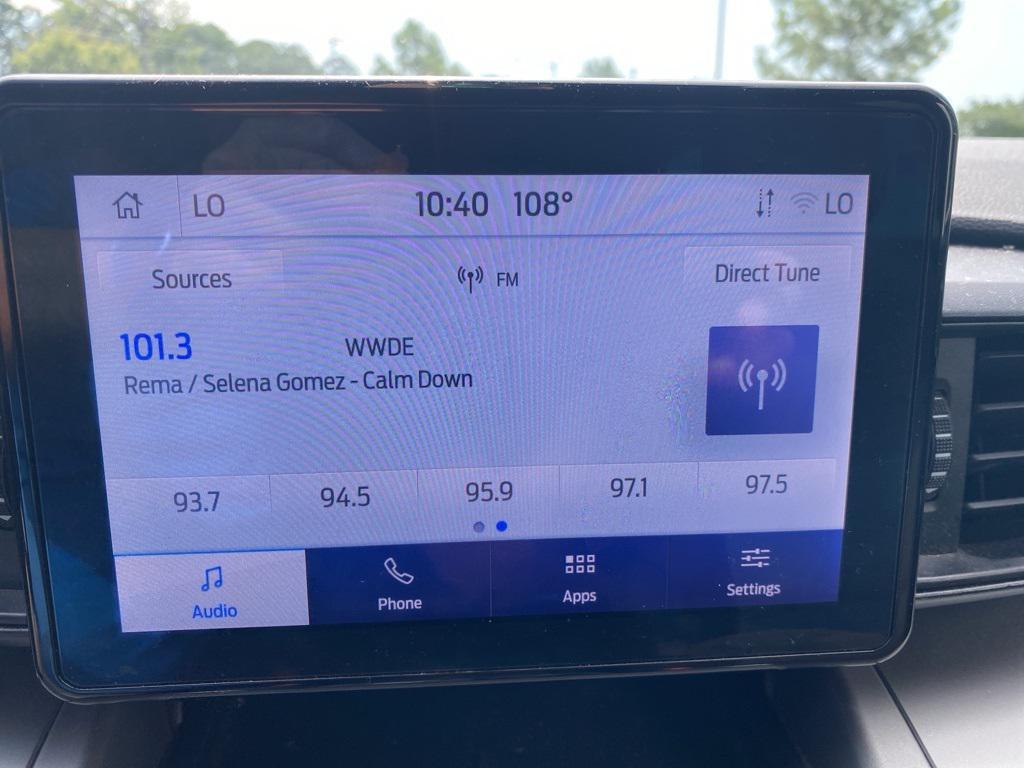 LO 10:40 108° LO
Sources FM Direct Tune
101.3 WWDE
Rema / Selena Gomez - Calm Down
93.7 94.5 95.9 97.1 97.5
Audio Phone Apps Settings